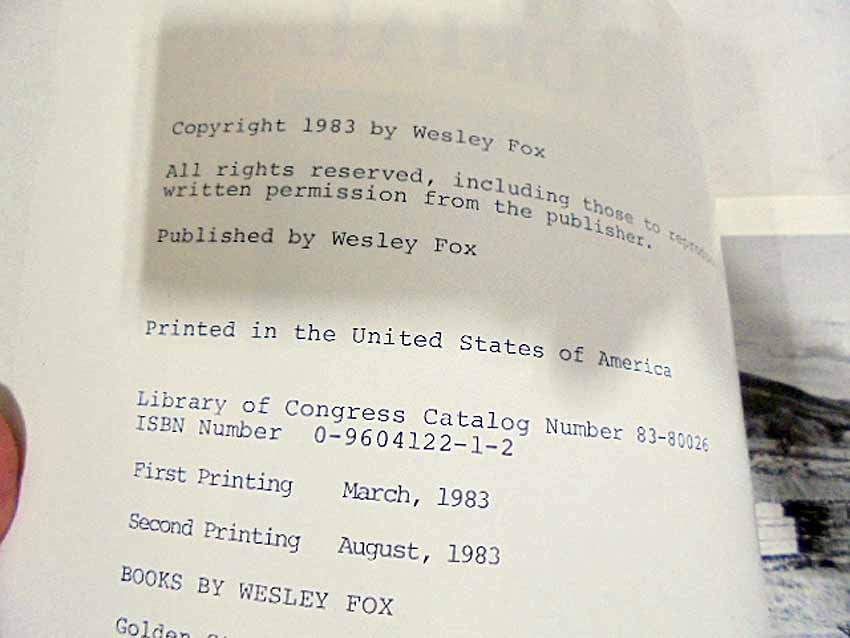 Copyright 1983 by Wesley Fox
All rights reserved, including those to reproduce
written permission from the publisher.
Published by Wesley Fox
Printed in the United States of America
Library of Congress Catalog Number 83-80026
ISBN Number 0-9604122-1-2
First Printing March, 1983
Second Printing August, 1983
BOOKS BY WESLEY FOX
Golden